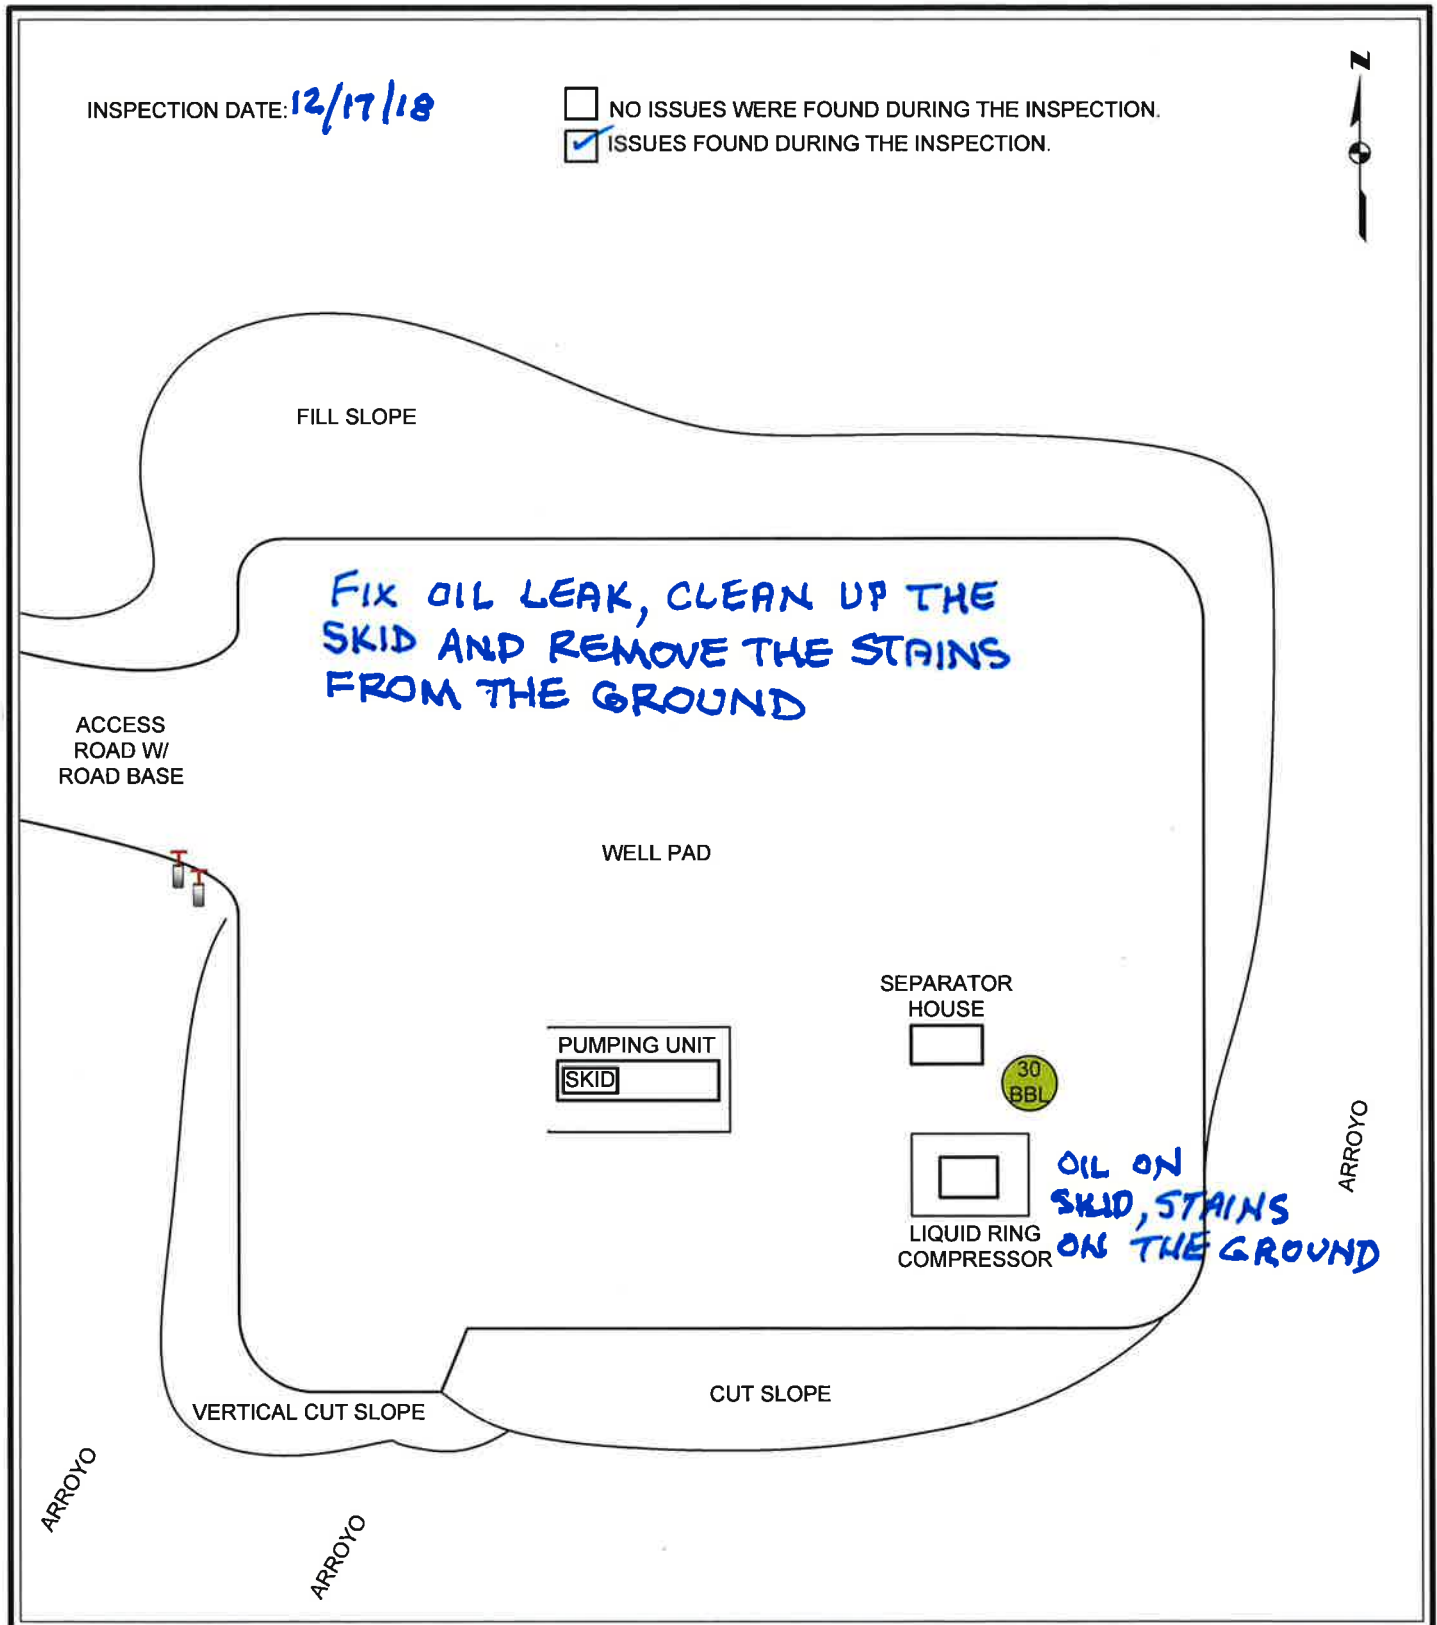 INSPECTION DATE: 12/17/18
NO ISSUES WERE FOUND DURING THE INSPECTION.
ISSUES FOUND DURING THE INSPECTION.
N
FILL SLOPE
FIX OIL LEAK, CLEAN UP THE
SKID AND REMOVE THE STAINS
FROM THE GROUND
ACCESS
ROAD W/
ROAD BASE
WELL PAD
SEPARATOR
HOUSE
PUMPING UNIT
SKID
30
BBL
ARROYO
OIL ON
SKID, STAINS
ON THE GROUND
LIQUID RING
COMPRESSOR
CUT SLOPE
VERTICAL CUT SLOPE
ARROYO
ARROYO